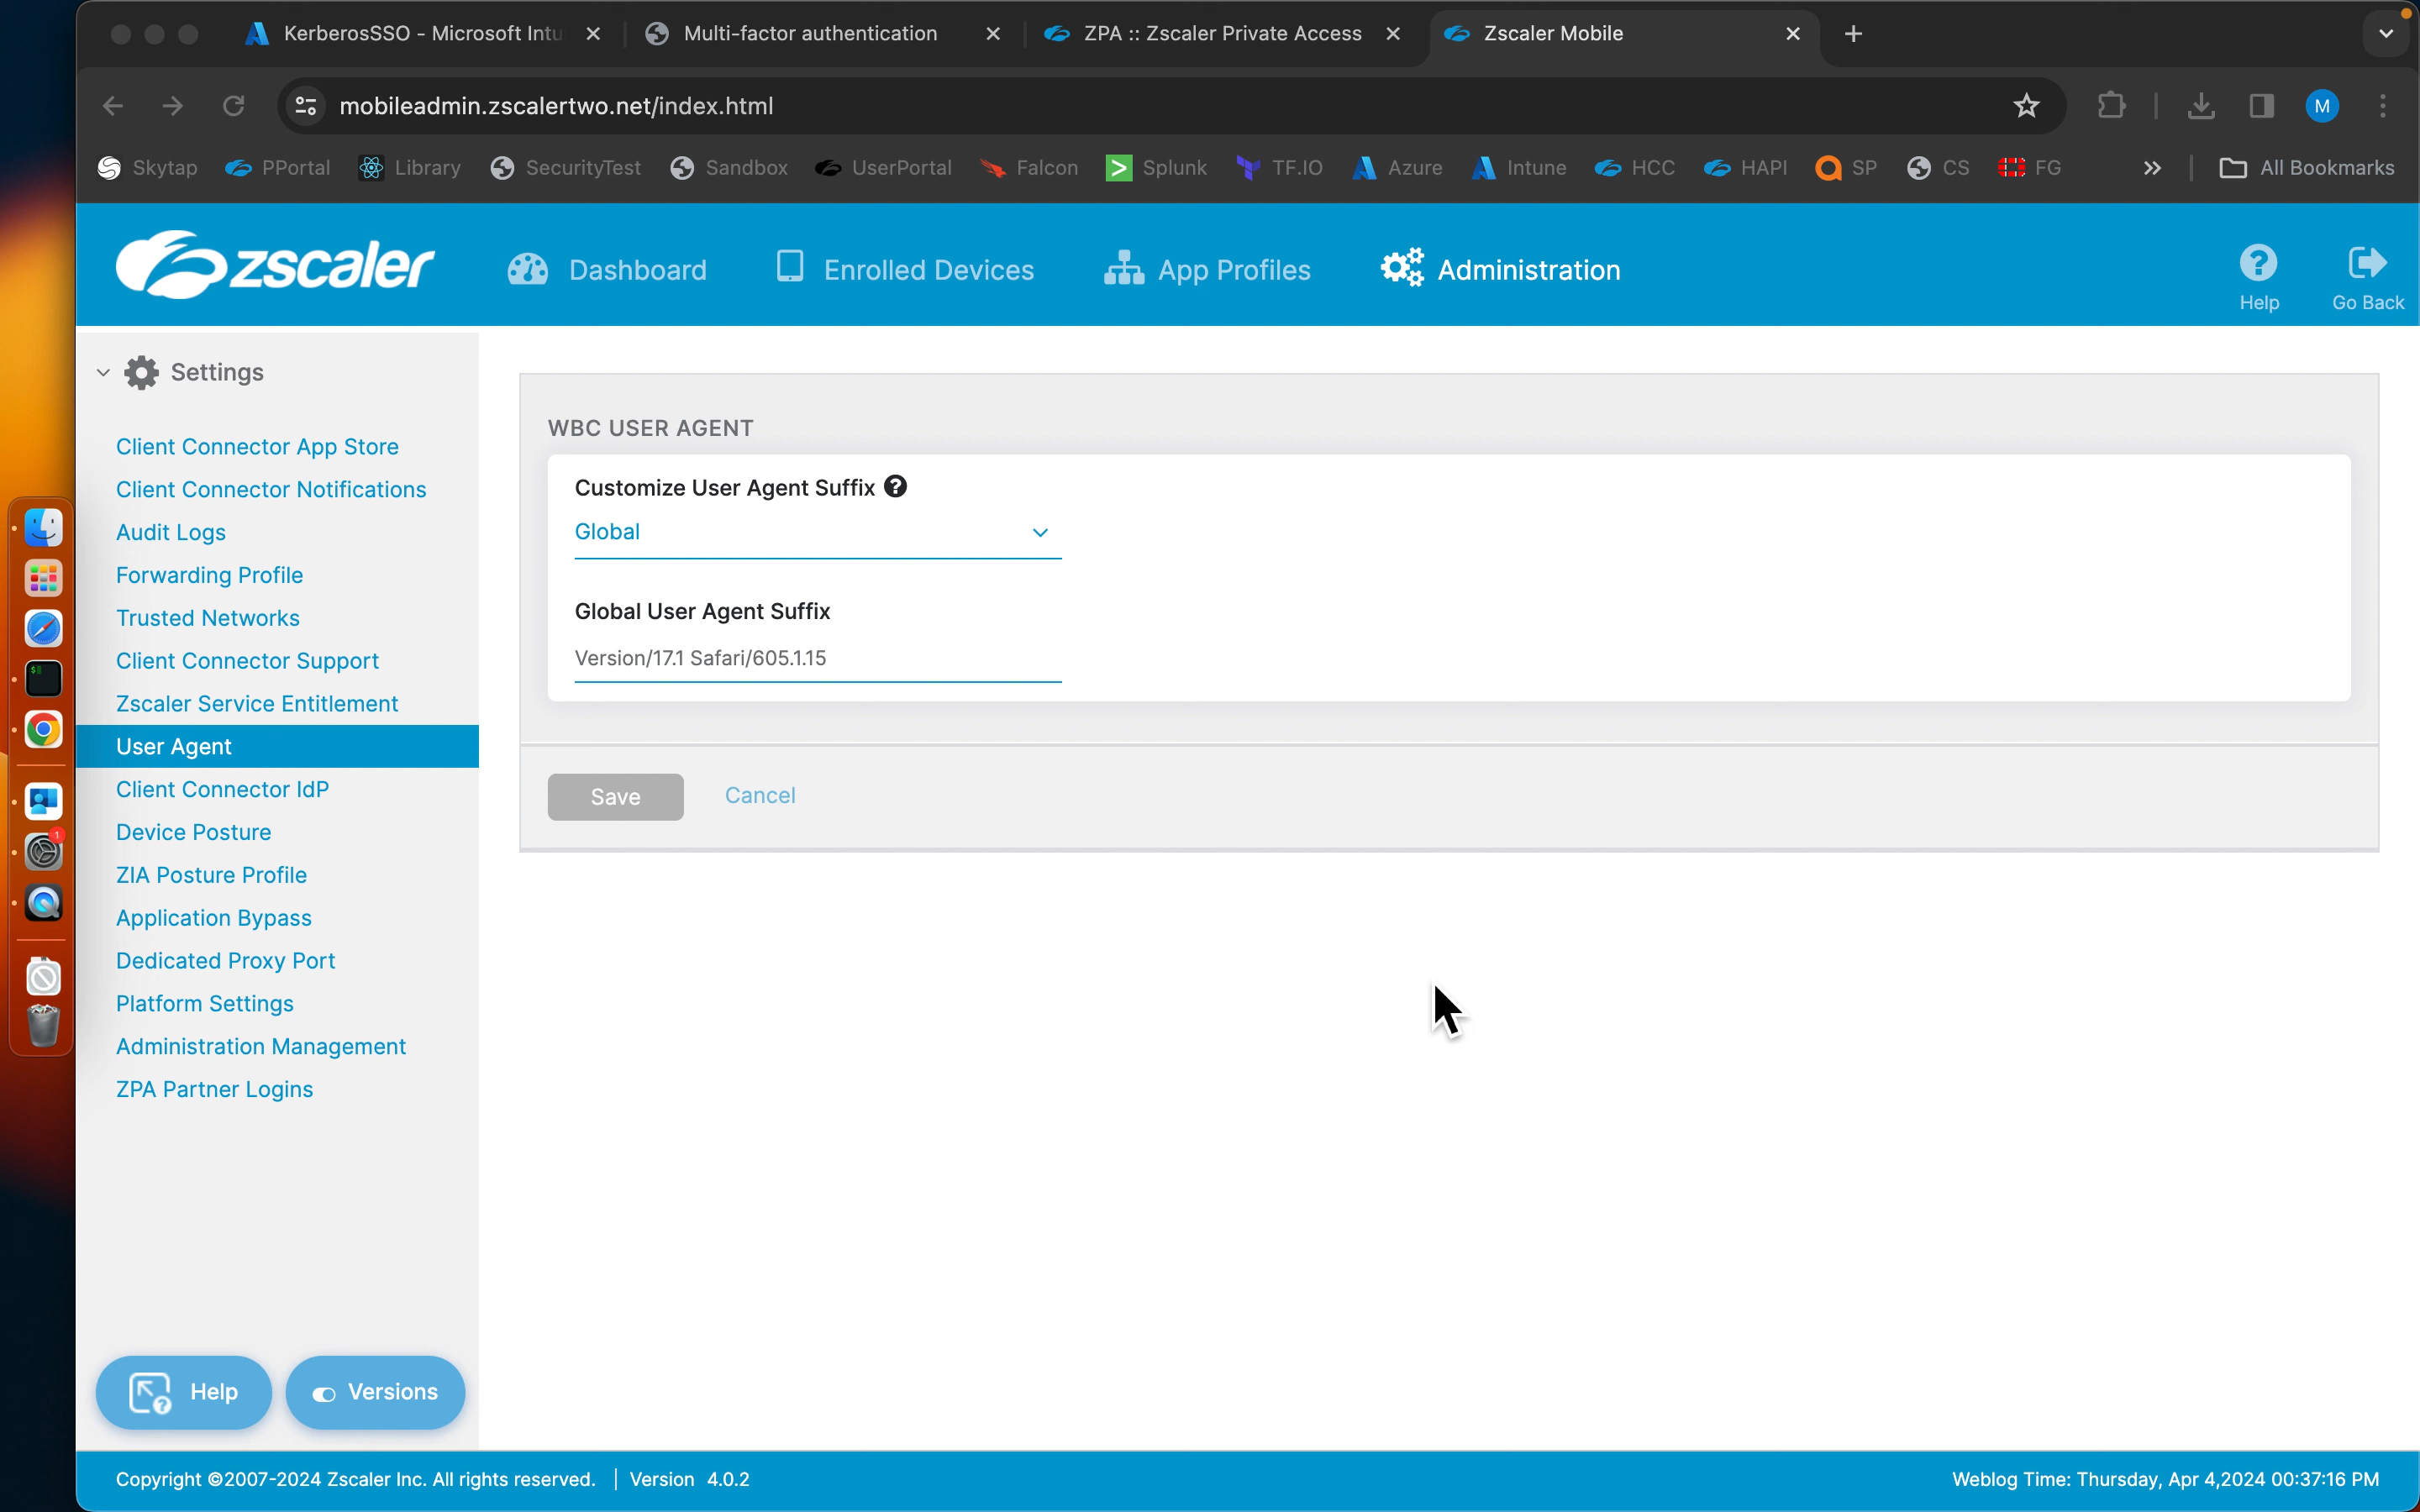 KerberosSSO - Microsoft Intu
Multi-factor authentication
ZPA :: Zscaler Private Access
Zscaler Mobile
mobileadmin.zscalertwo.net/index.html
M
Skytap
PPortal
Library
SecurityTest
Sandbox
UserPortal
Falcon
Splunk
TF.IO
Azure
Intune
HCC
HAPI
SP
CS
FG
All Bookmarks
zscaler
Dashboard
Enrolled Devices
App Profiles
Administration
Help
Go Back
Settings
Client Connector App Store
Client Connector Notifications
Audit Logs
Forwarding Profile
Trusted Networks
Client Connector Support
Zscaler Service Entitlement
User Agent
Client Connector IdP
Device Posture
ZIA Posture Profile
Application Bypass
Dedicated Proxy Port
Platform Settings
Administration Management
ZPA Partner Logins
WBC USER AGENT
Customize User Agent Suffix
Global
Global User Agent Suffix
Version/17.1 Safari/605.1.15
Save
Cancel
1
Help
Versions
Copyright ©2007-2024 Zscaler Inc. All rights reserved. | Version 4.0.2
Weblog Time: Thursday, Apr 4,2024 00:37:16 PM